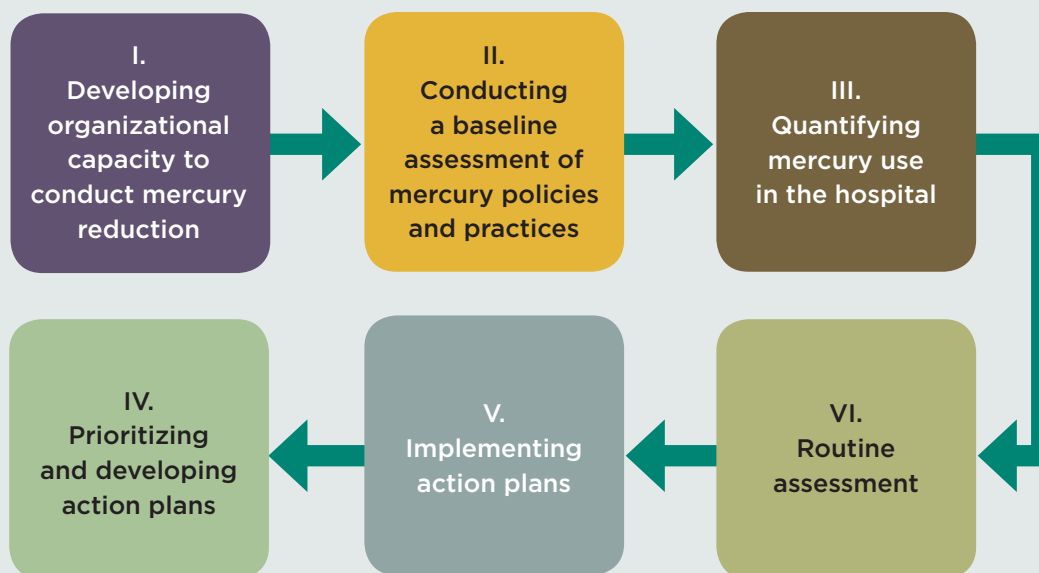 I.
Developing
organizational
capacity to
conduct mercury
reduction
II.
Conducting
a baseline
assessment of
mercury policies
and practices
III.
Quantifying
mercury use
in the hospital
IV.
Prioritizing
and developing
action plans
V.
Implementing
action plans
VI.
Routine
assessment